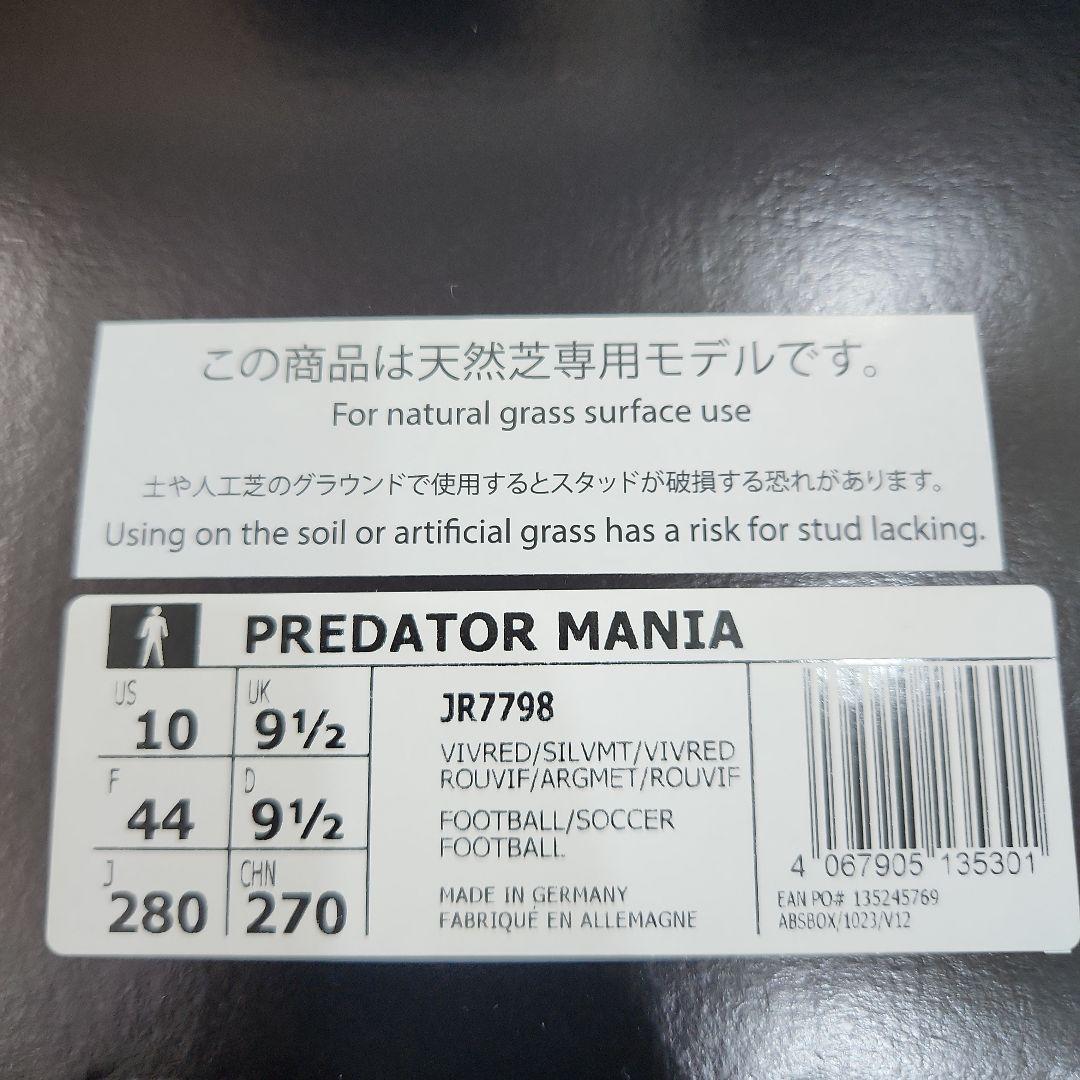 この商品は天然芝専用モデルです。
For natural grass surface use
土や人工芝のグラウンドで使用するとスタッドが破損する恐れがあります。
Using on the soil or artificial grass has a risk for stud lacking.
PREDATOR MANIA
US
10
UK
9½
F
44
D
9½
J
280
CHN
270
JR7798
VIVRED/SILVMT/VIVRED
ROUVIF/ARGMET/ROUVIF
FOOTBALL/SOCCER
FOOTBALL
MADE IN GERMANY
FABRIQUÉ EN ALLEMAGNE
4 067905 135301
EAN PO# 135245769
ABSBOX/1023/V12